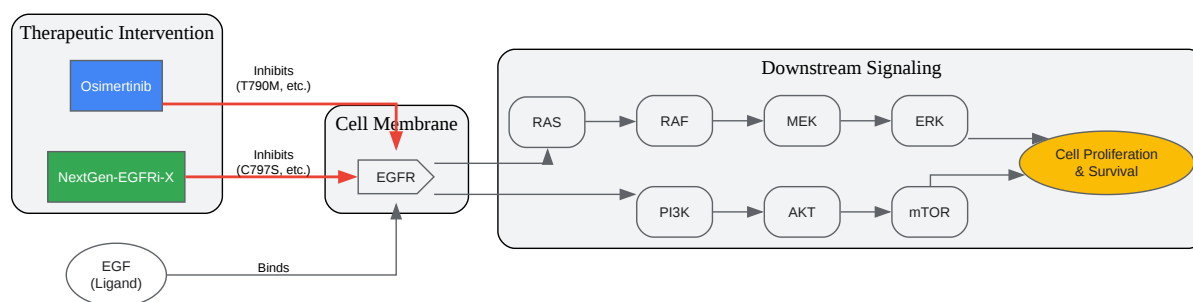 Therapeutic Intervention
Osimertinib
Inhibits
(T790M, etc.)
NextGen-EGFRi-X
Inhibits
(C797S, etc.)
Cell Membrane
EGFR
EGF
(Ligand)
Binds
Downstream Signaling
RAS
RAF
MEK
ERK
PI3K
AKT
mTOR
Cell Proliferation
& Survival